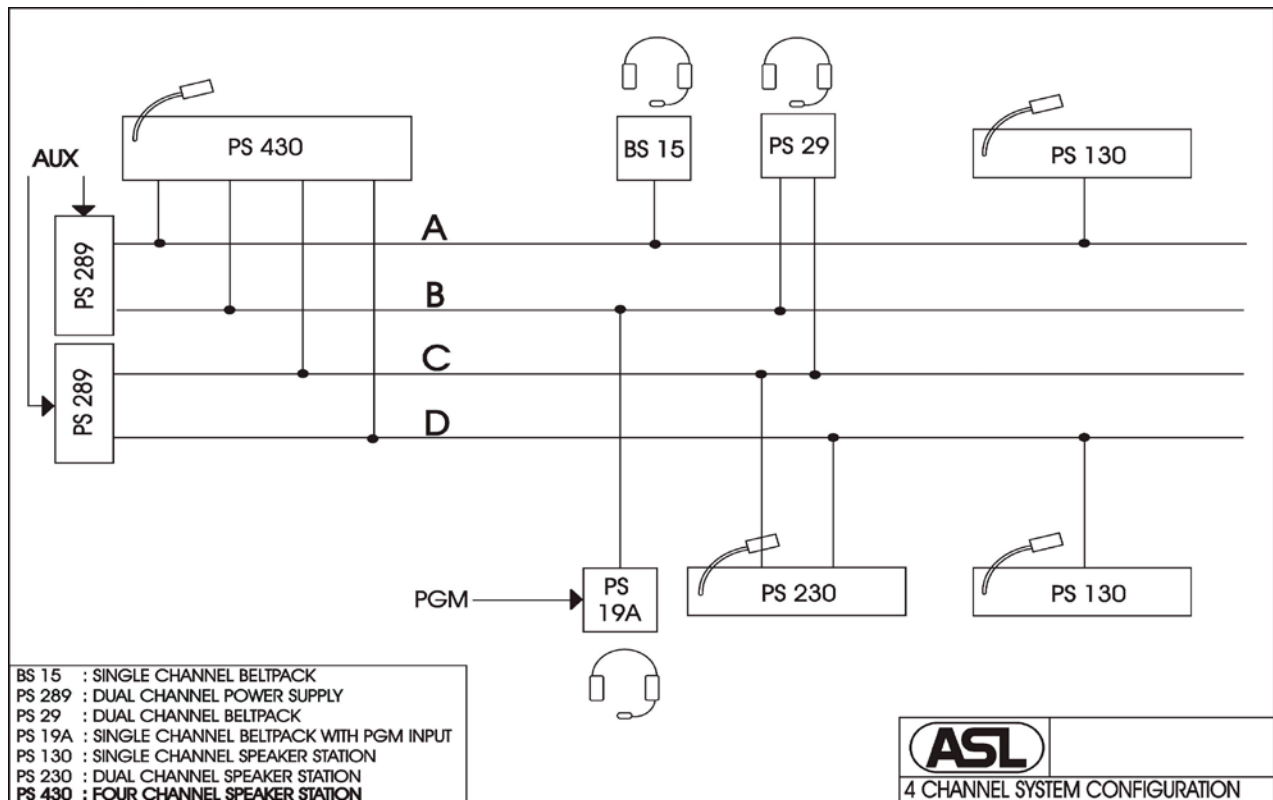 PS 430
BS 15
PS 29
PS 130
AUX
PS 289
A
B
PS 289
C
D
PGM
PS
19A
PS 230
PS 130
BS 15 : SINGLE CHANNEL BELTPACK
PS 289 : DUAL CHANNEL POWER SUPPLY
PS 29 : DUAL CHANNEL BELTPACK
PS 19A : SINGLE CHANNEL BELTPACK WITH PGM INPUT
PS 130 : SINGLE CHANNEL SPEAKER STATION
PS 230 : DUAL CHANNEL SPEAKER STATION
PS 430 : FOUR CHANNEL SPEAKER STATION
ASL
4 CHANNEL SYSTEM CONFIGURATION